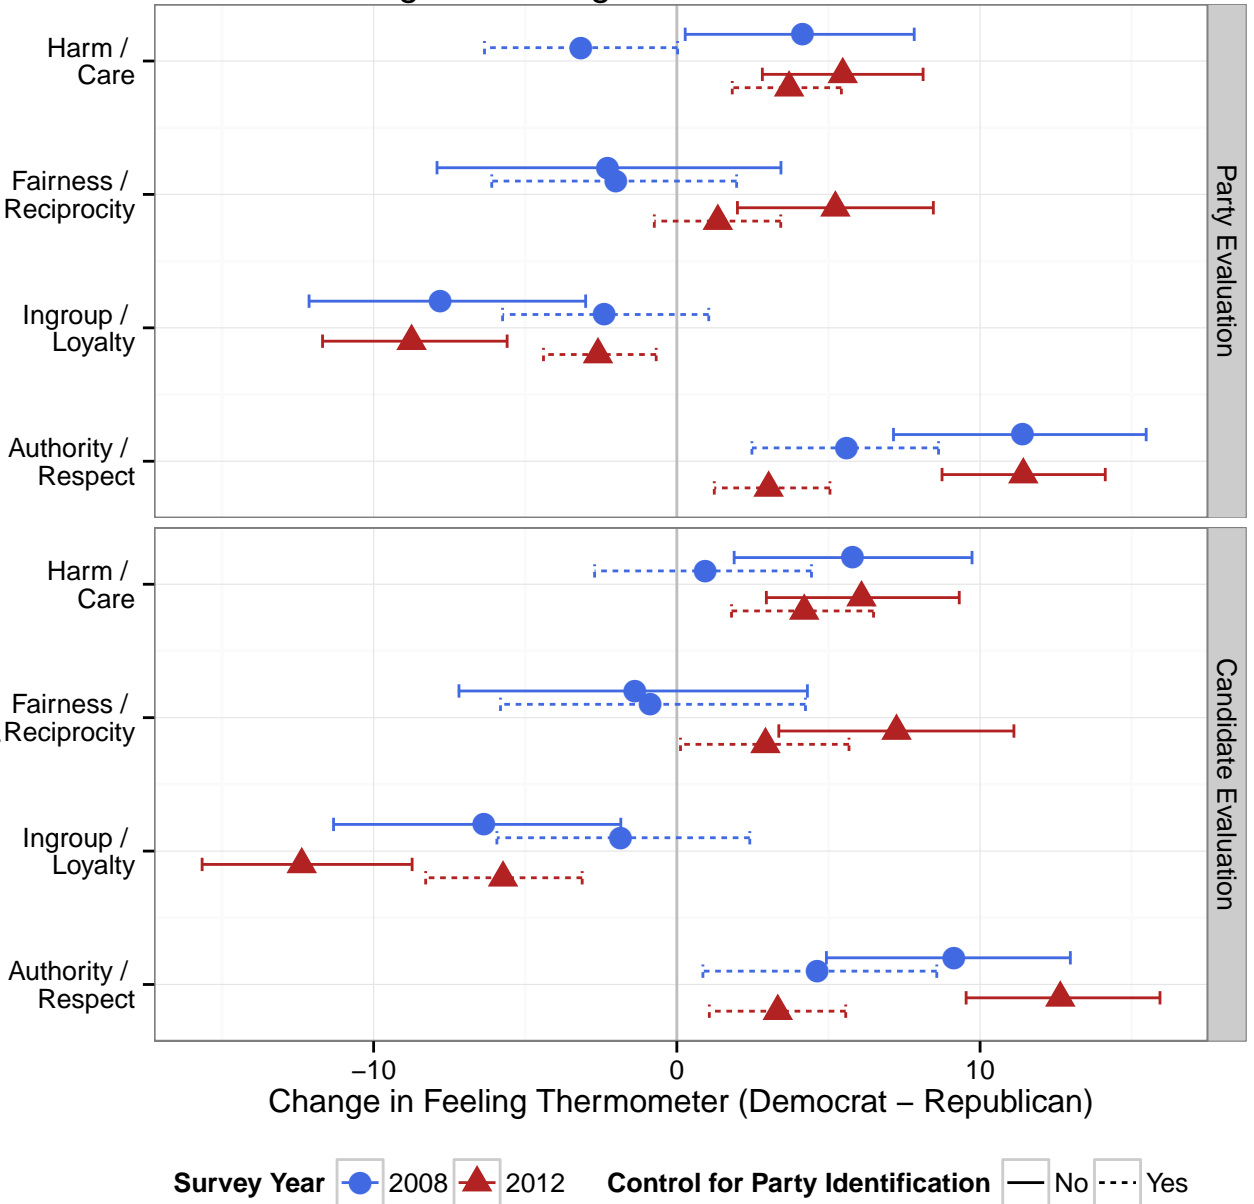 Harm /
Care
Fairness /
Reciprocity
Ingroup /
Loyalty
Authority /
Respect
Party Evaluation
Harm /
Care
Fairness /
Reciprocity
Ingroup /
Loyalty
Authority /
Respect
Candidate Evaluation
−10 0 10
Change in Feeling Thermometer (Democrat − Republican)
Survey Year 2008 2012 Control for Party Identification No Yes